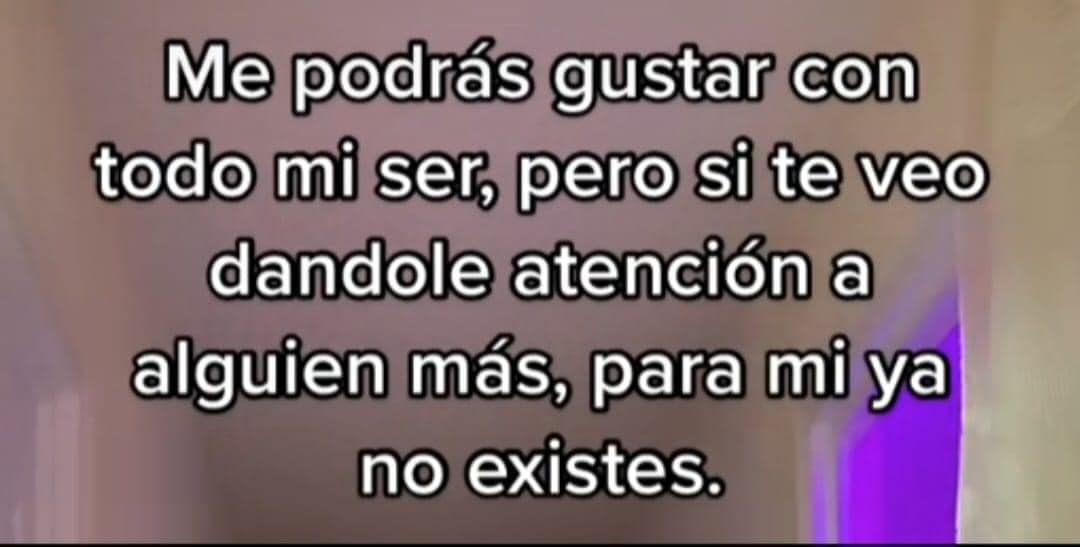 Me podrás gustar con
todo mi ser, pero si te veo
dandole atención a
alguien más, para mi ya
no existes.